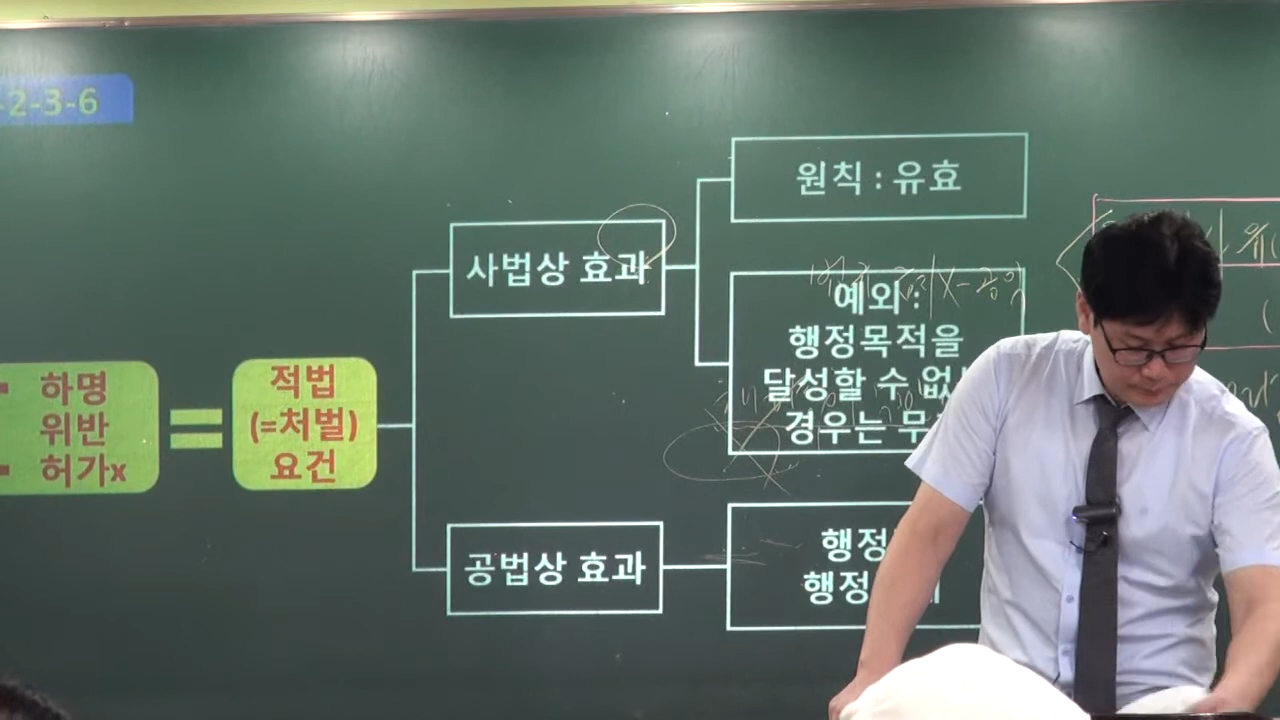 -2-3-6
하명
위반
허가x
=
적법
(=처벌)
요건
사법상 효과
원칙 : 유효
예외 :
행정목적을
달성할 수 없
경우는 무
공법상 효과
행정
행정